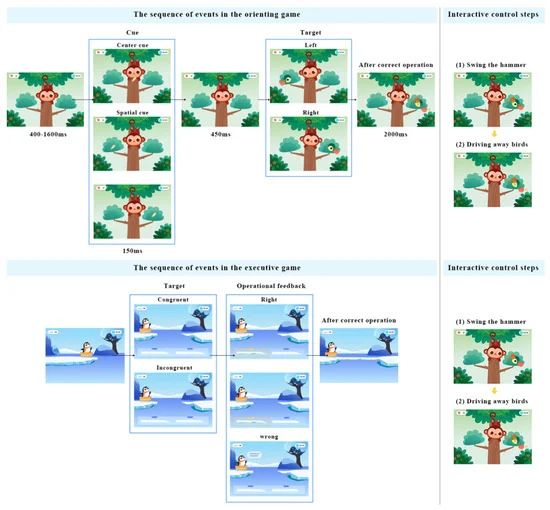 The sequence of events in the orienting game
Interactive control steps
Cue
Center cue
Target
Left
After correct operation
(1) Swing the hammer
400-1600ms
Spatial cue
450ms
Right
2000ms
(2) Driving away birds
150ms
The sequence of events in the executive game
Interactive control steps
Target
Operational feedback
Congruent
Right
After correct operation
(1) Swing the hammer
Incongruent
(2) Driving away birds
wrong